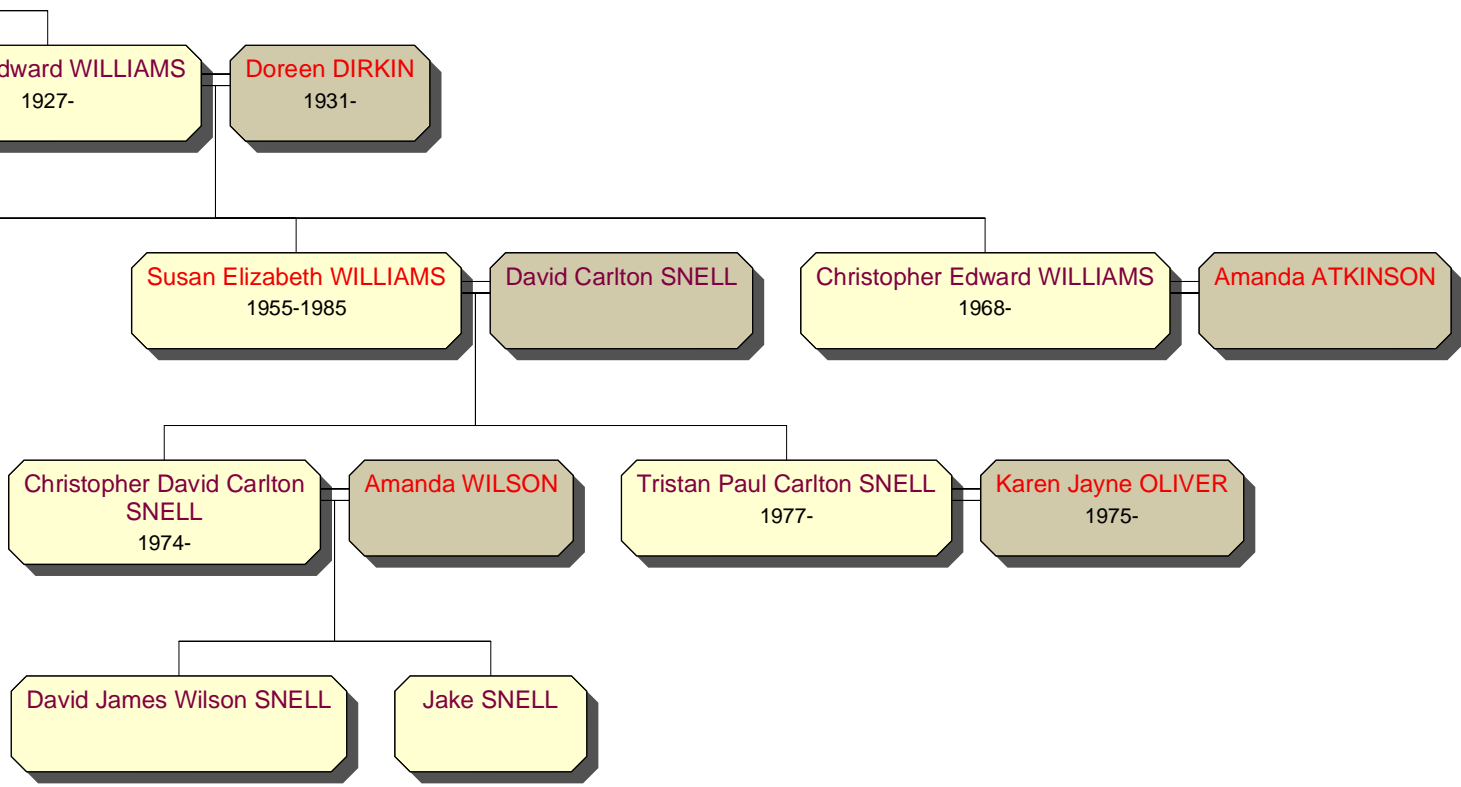 dward WILLIAMS
1927-
Doreen DIRKIN
1931-
Susan Elizabeth WILLIAMS
1955-1985
David Carlton SNELL
Christopher Edward WILLIAMS
1968-
Amanda ATKINSON
Christopher David Carlton
SNELL
1974-
Amanda WILSON
Tristan Paul Carlton SNELL
1977-
Karen Jayne OLIVER
1975-
David James Wilson SNELL
Jake SNELL